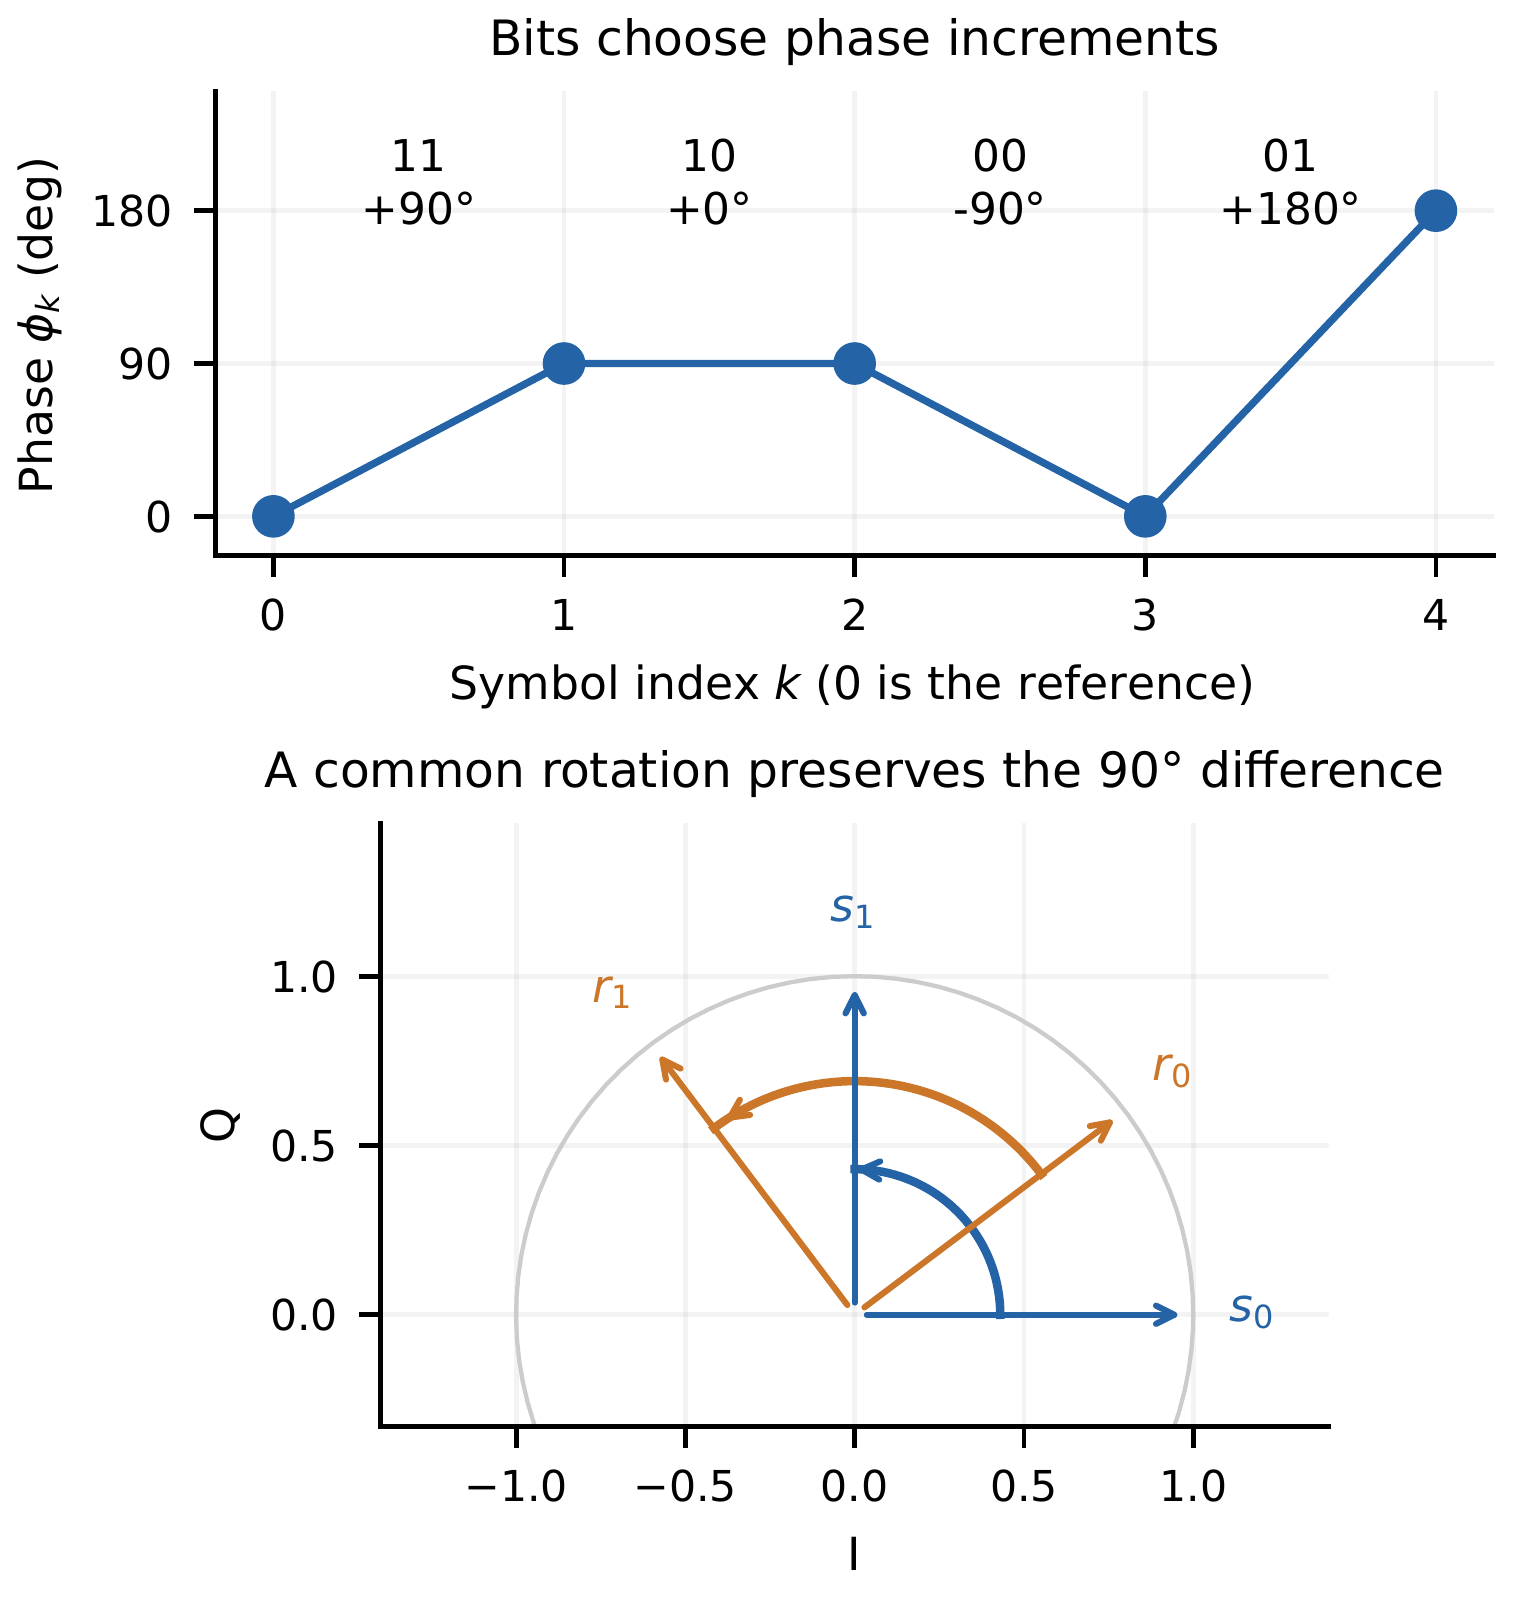 Bits choose phase increments
11 10 00 01
+90° +0° -90° +180°
180
90
0
Phase ϕₖ (deg)
0 1 2 3 4
Symbol index k (0 is the reference)
A common rotation preserves the 90° difference
s₁
r₁
r₀
s₀
1.0
0.5
0.0
Q
−1.0 −0.5 0.0 0.5 1.0
I